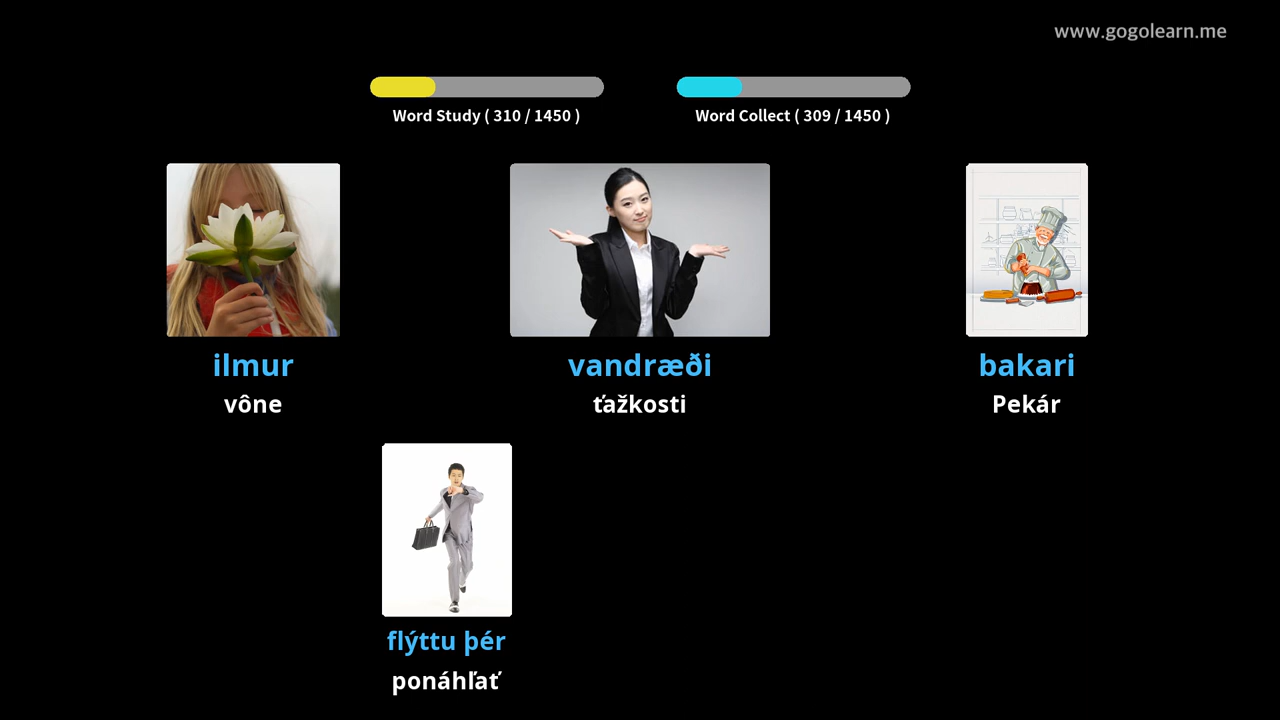 www.gogolearn.me
Word Study ( 310 / 1450 )
Word Collect ( 309 / 1450 )
ilmur
vône
vandræði
ťažkosti
bakari
Pekár
flýttu þér
ponáhľať